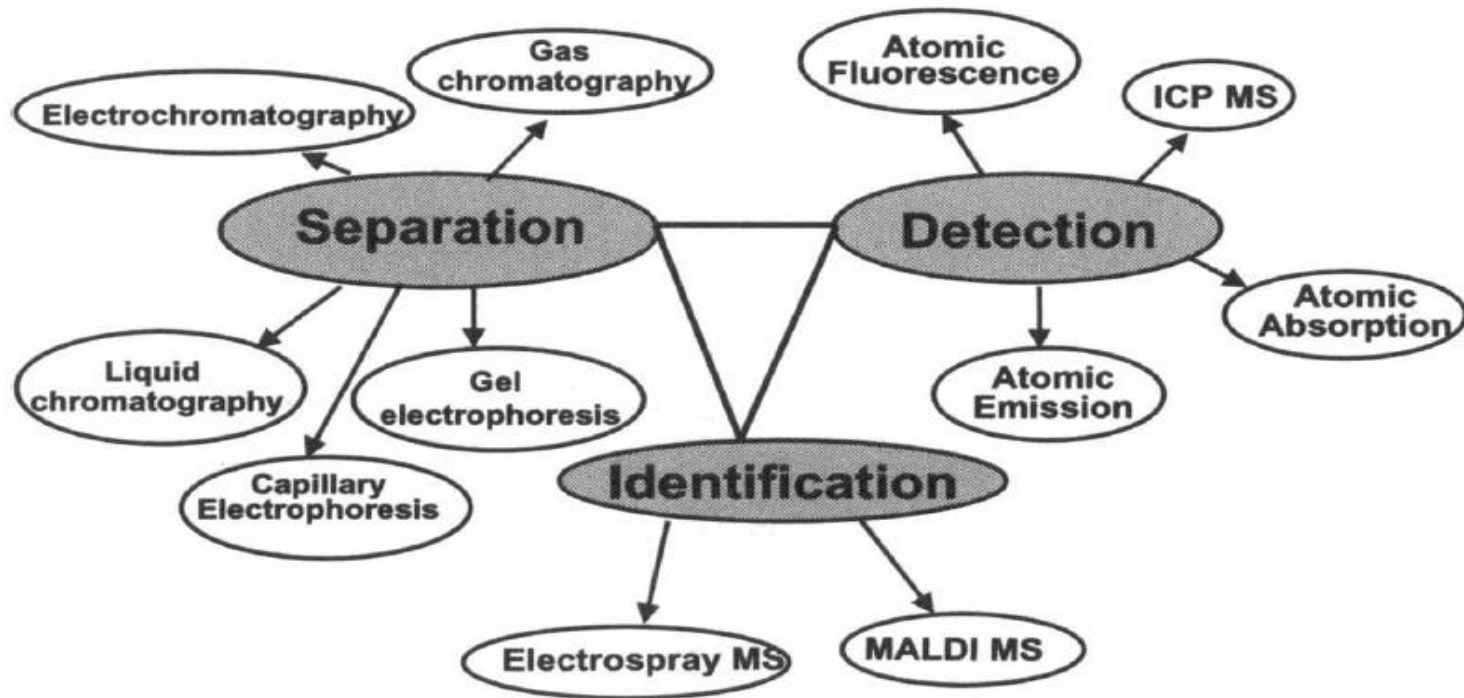 Gas
chromatography
Electrochromatography
Separation
Liquid
chromatography
Gel
electrophoresis
Capillary
Electrophoresis
Atomic
Fluorescence
ICP MS
Detection
Atomic
Absorption
Atomic
Emission
Identification
Electrospray MS
MALDI MS